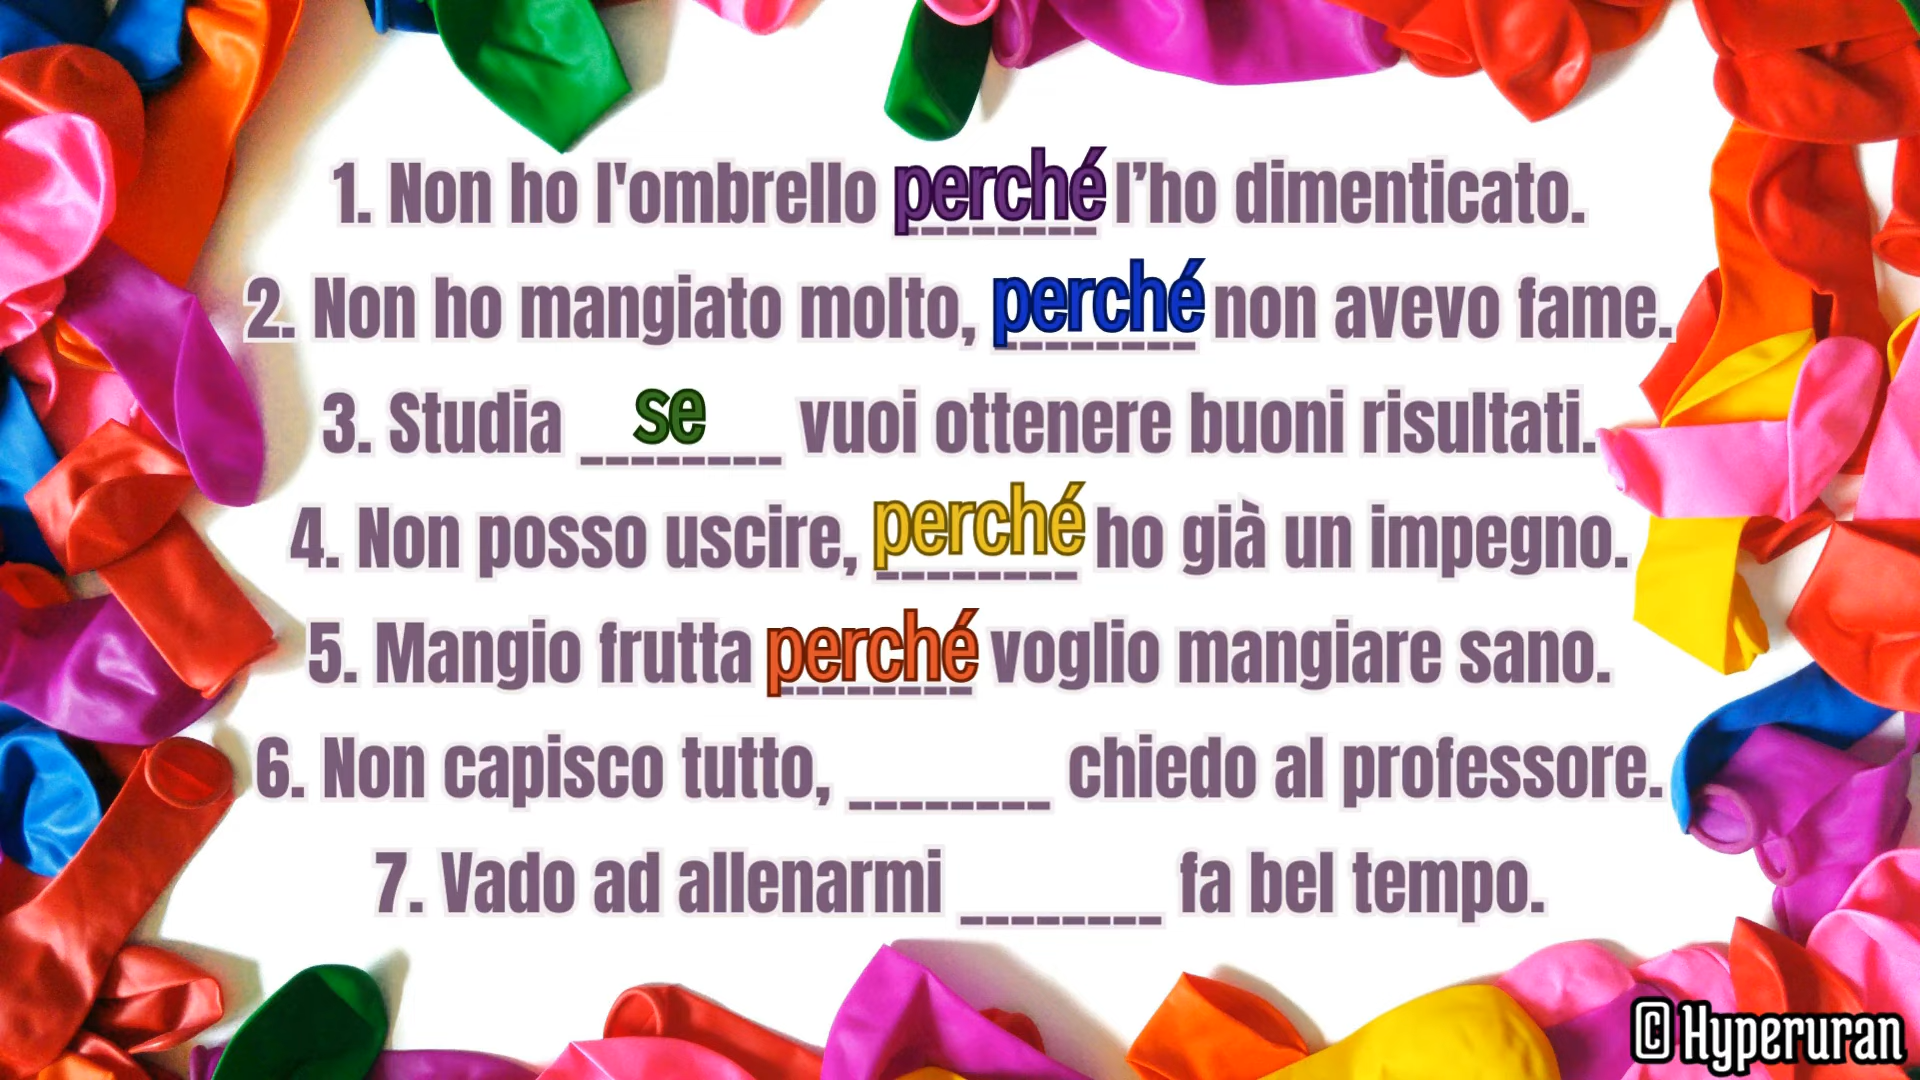 1. Non ho l'ombrello perché l’ho dimenticato.
2. Non ho mangiato molto, perché non avevo fame.
3. Studia se vuoi ottenere buoni risultati.
4. Non posso uscire, perché ho già un impegno.
5. Mangio frutta perché voglio mangiare sano.
6. Non capisco tutto, ________ chiedo al professore.
7. Vado ad allenarmi ________ fa bel tempo.
© Hyperuran